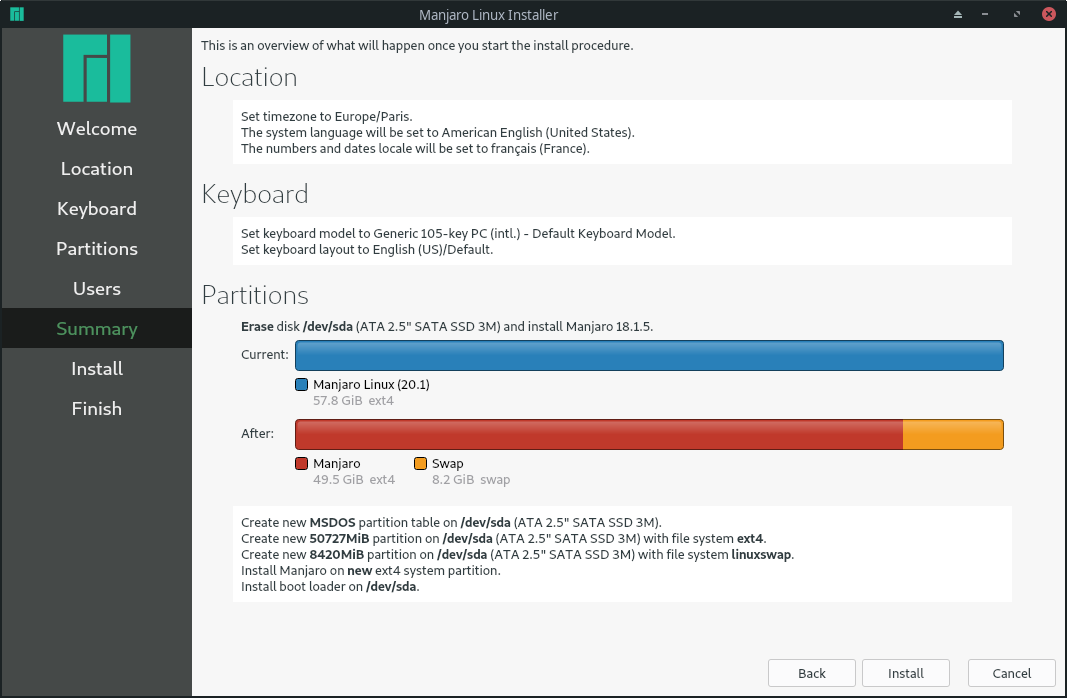 Manjaro Linux Installer
Welcome
Location
Keyboard
Partitions
Users
Summary
Install
Finish
This is an overview of what will happen once you start the install procedure.
Location
Set timezone to Europe/Paris.
The system language will be set to American English (United States).
The numbers and dates locale will be set to français (France).
Keyboard
Set keyboard model to Generic 105-key PC (intl.) - Default Keyboard Model.
Set keyboard layout to English (US)/Default.
Partitions
Erase disk /dev/sda (ATA 2.5" SATA SSD 3M) and install Manjaro 18.1.5.
Current:
Manjaro Linux (20.1)
57.8 GiB ext4
After:
Manjaro Swap
49.5 GiB ext4 8.2 GiB swap
Create new MSDOS partition table on /dev/sda (ATA 2.5" SATA SSD 3M).
Create new 50727MiB partition on /dev/sda (ATA 2.5" SATA SSD 3M) with file system ext4.
Create new 8420MiB partition on /dev/sda (ATA 2.5" SATA SSD 3M) with file system linuxswap.
Install Manjaro on new ext4 system partition.
Install boot loader on /dev/sda.
Back Install Cancel